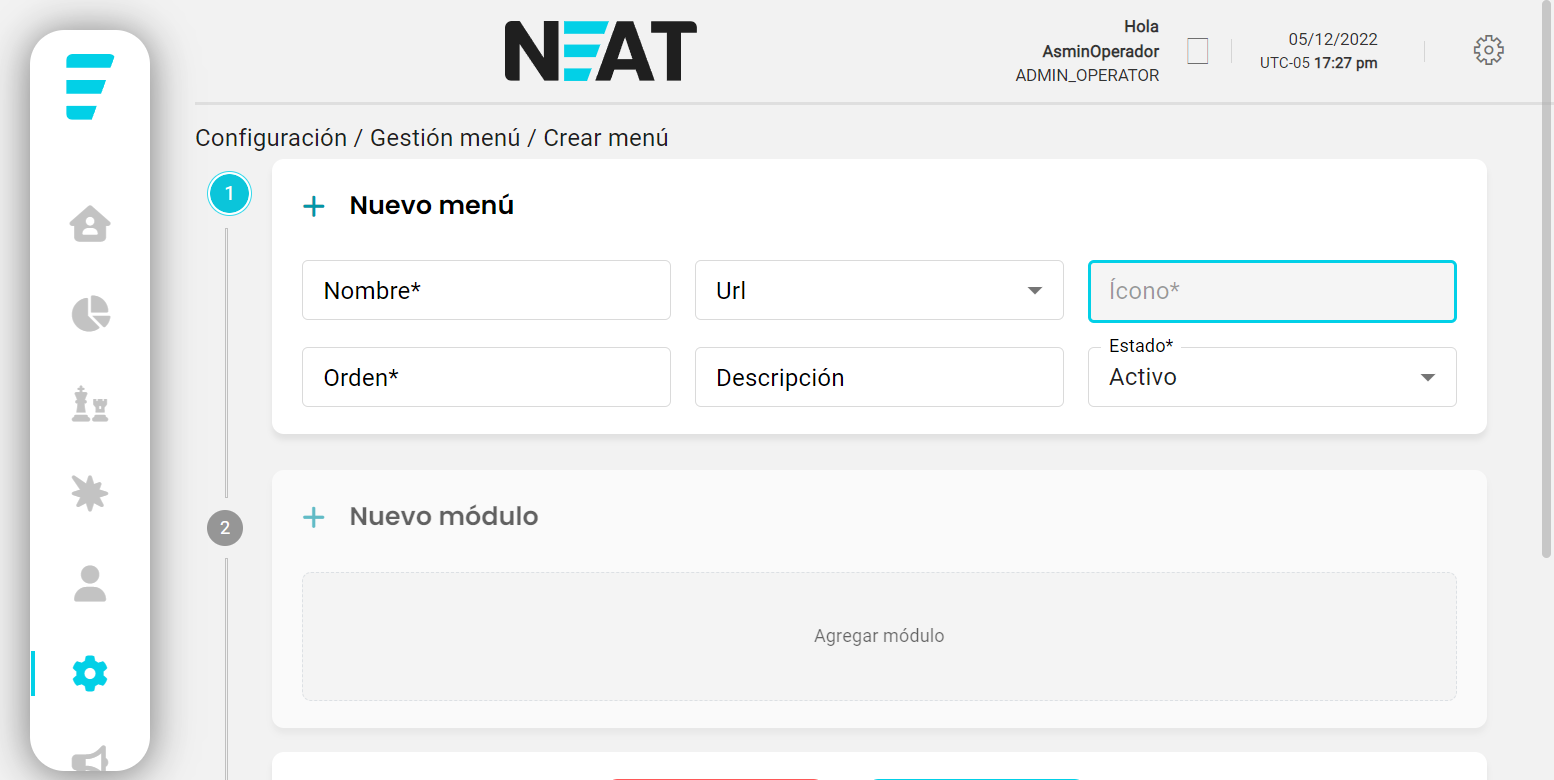 NEAT
Hola
AsminOperador
ADMIN_OPERATOR
05/12/2022
UTC-05 17:27 pm
Configuración / Gestión menú / Crear menú
1
Nuevo menú
Nombre*
Url
Ícono*
Orden*
Descripción
Estado*
Activo
2
Nuevo módulo
Agregar módulo